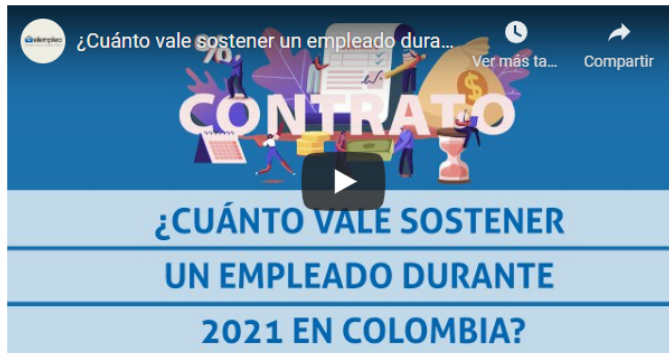 elempleo
¿Cuánto vale sostener un empleado dura...
Ver más ta...
Compartir
%
CONTRATO
¿CUÁNTO VALE SOSTENER
UN EMPLEADO DURANTE
2021 EN COLOMBIA?